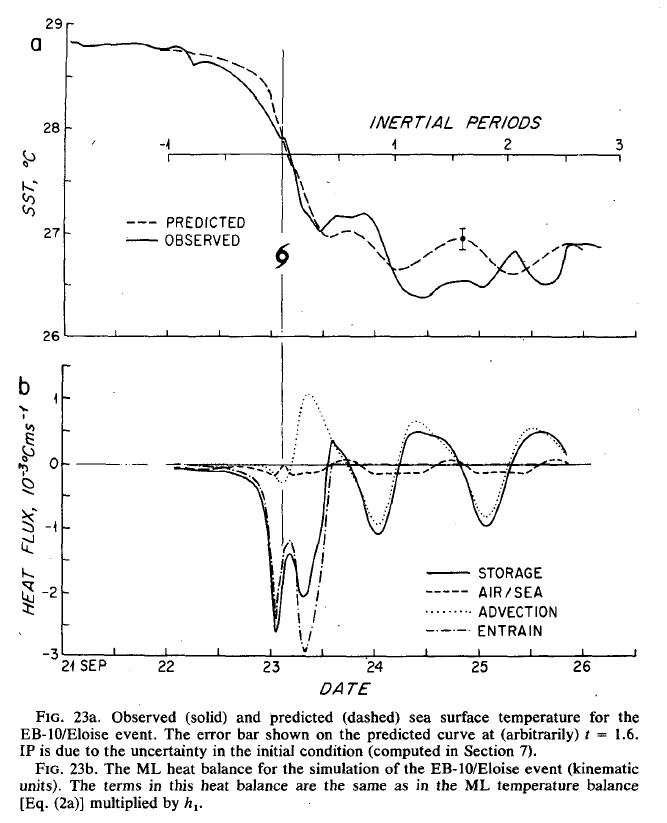 a
29
28
27
26
SST, °C
INERTIAL PERIODS
-1
1
2
3
PREDICTED
OBSERVED
b
1
0
-1
-2
-3
HEAT FLUX, 10⁻³°Cms⁻¹
STORAGE
AIR/SEA
ADVECTION
ENTRAIN
21 SEP
22
23
24
25
26
DATE
FIG. 23a. Observed (solid) and predicted (dashed) sea surface temperature for the
EB-10/Eloise event. The error bar shown on the predicted curve at (arbitrarily) t = 1.6.
IP is due to the uncertainty in the initial condition (computed in Section 7).
FIG. 23b. The ML heat balance for the simulation of the EB-10/Eloise event (kinematic
units). The terms in this heat balance are the same as in the ML temperature balance
[Eq. (2a)] multiplied by h₁.